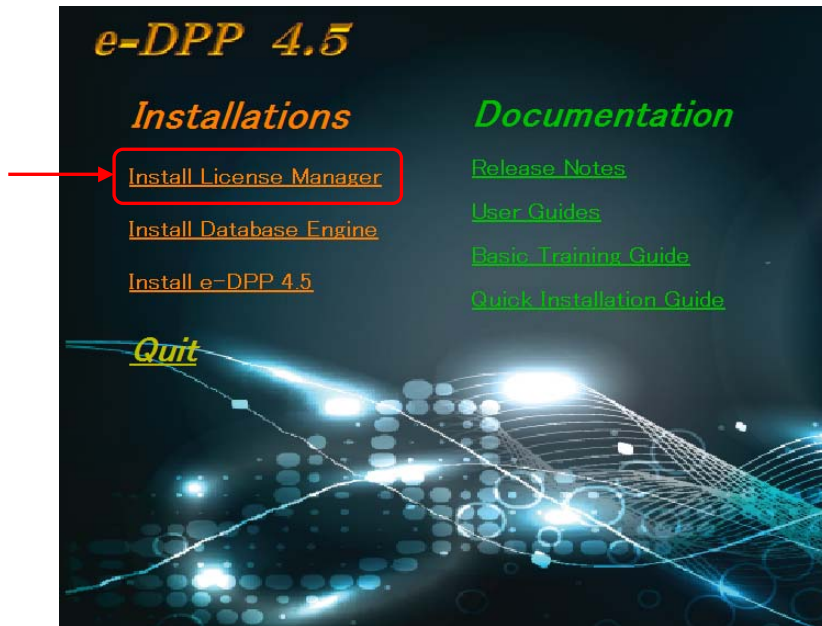 e-DPP 4.5
Installations
Install License Manager
Install Database Engine
Install e-DPP 4.5
Quit
Documentation
Release Notes
User Guides
Basic Training Guide
Quick Installation Guide